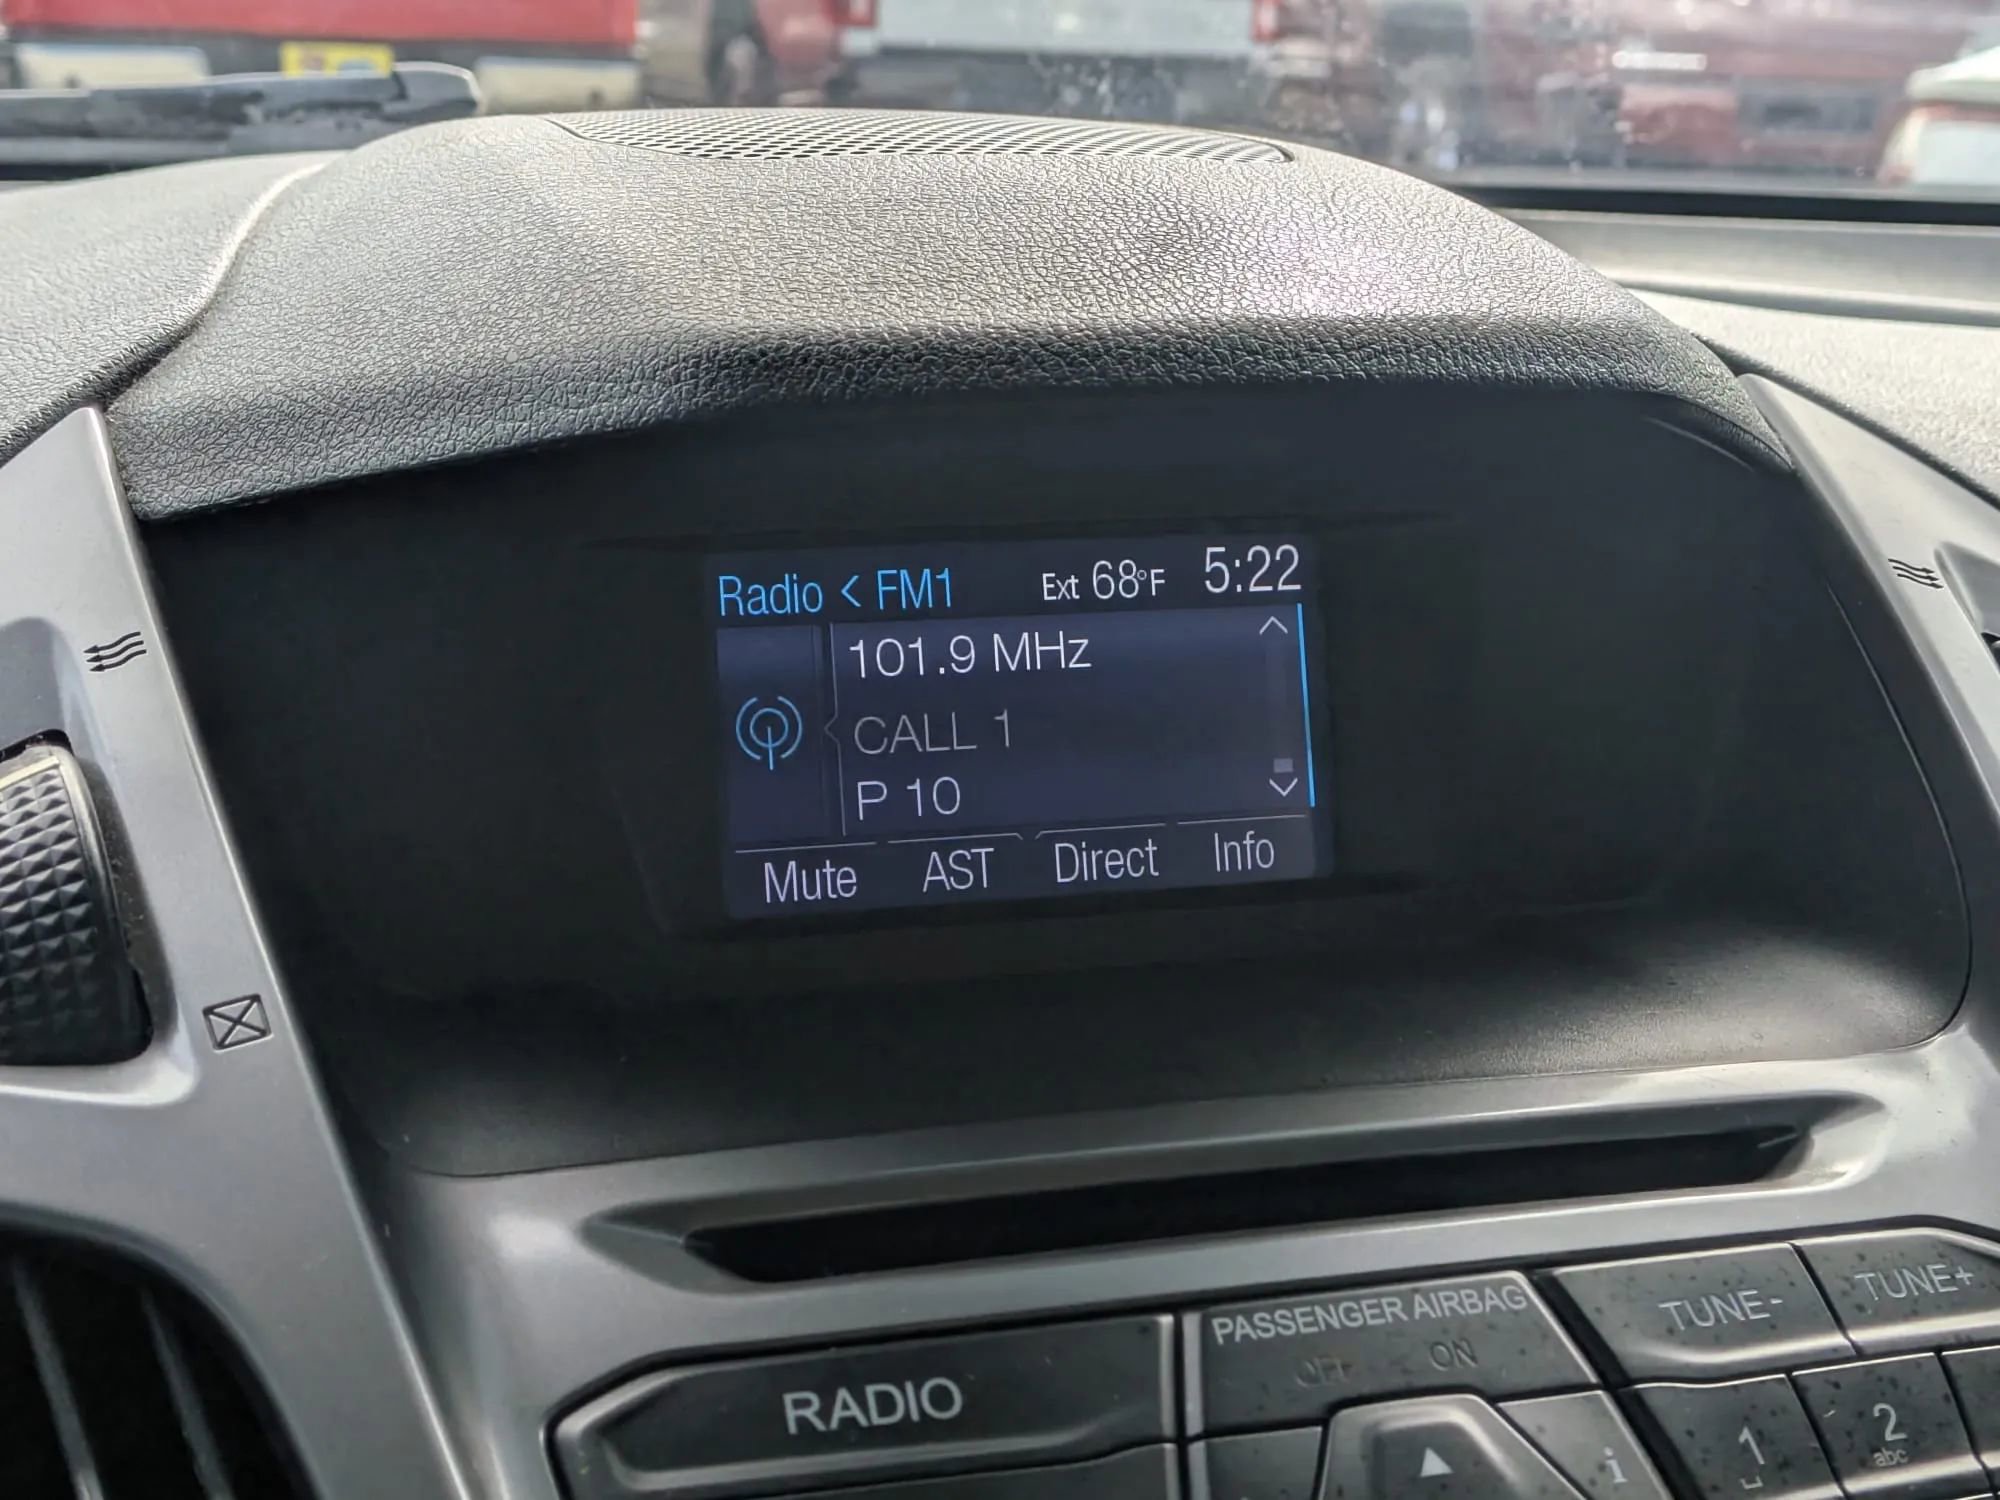 Radio < FM1 Ext 68°F 5:22
101.9 MHz
CALL 1
P 10
Mute AST Direct Info
PASSENGER AIRBAG
OFF ON
TUNE- TUNE+
RADIO
i
1 2
abc